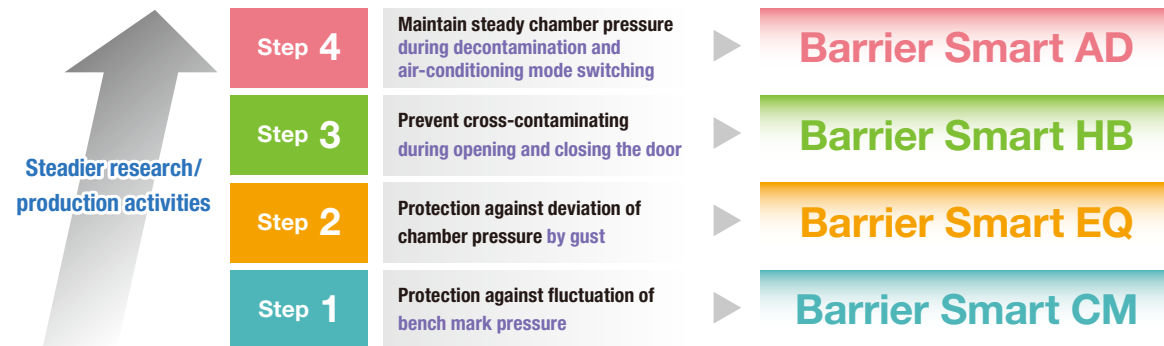 Steadier research/
production activities
Step 4
Maintain steady chamber pressure
during decontamination and
air-conditioning mode switching
Barrier Smart AD
Step 3
Prevent cross-contaminating
during opening and closing the door
Barrier Smart HB
Step 2
Protection against deviation of
chamber pressure by gust
Barrier Smart EQ
Step 1
Protection against fluctuation of
bench mark pressure
Barrier Smart CM